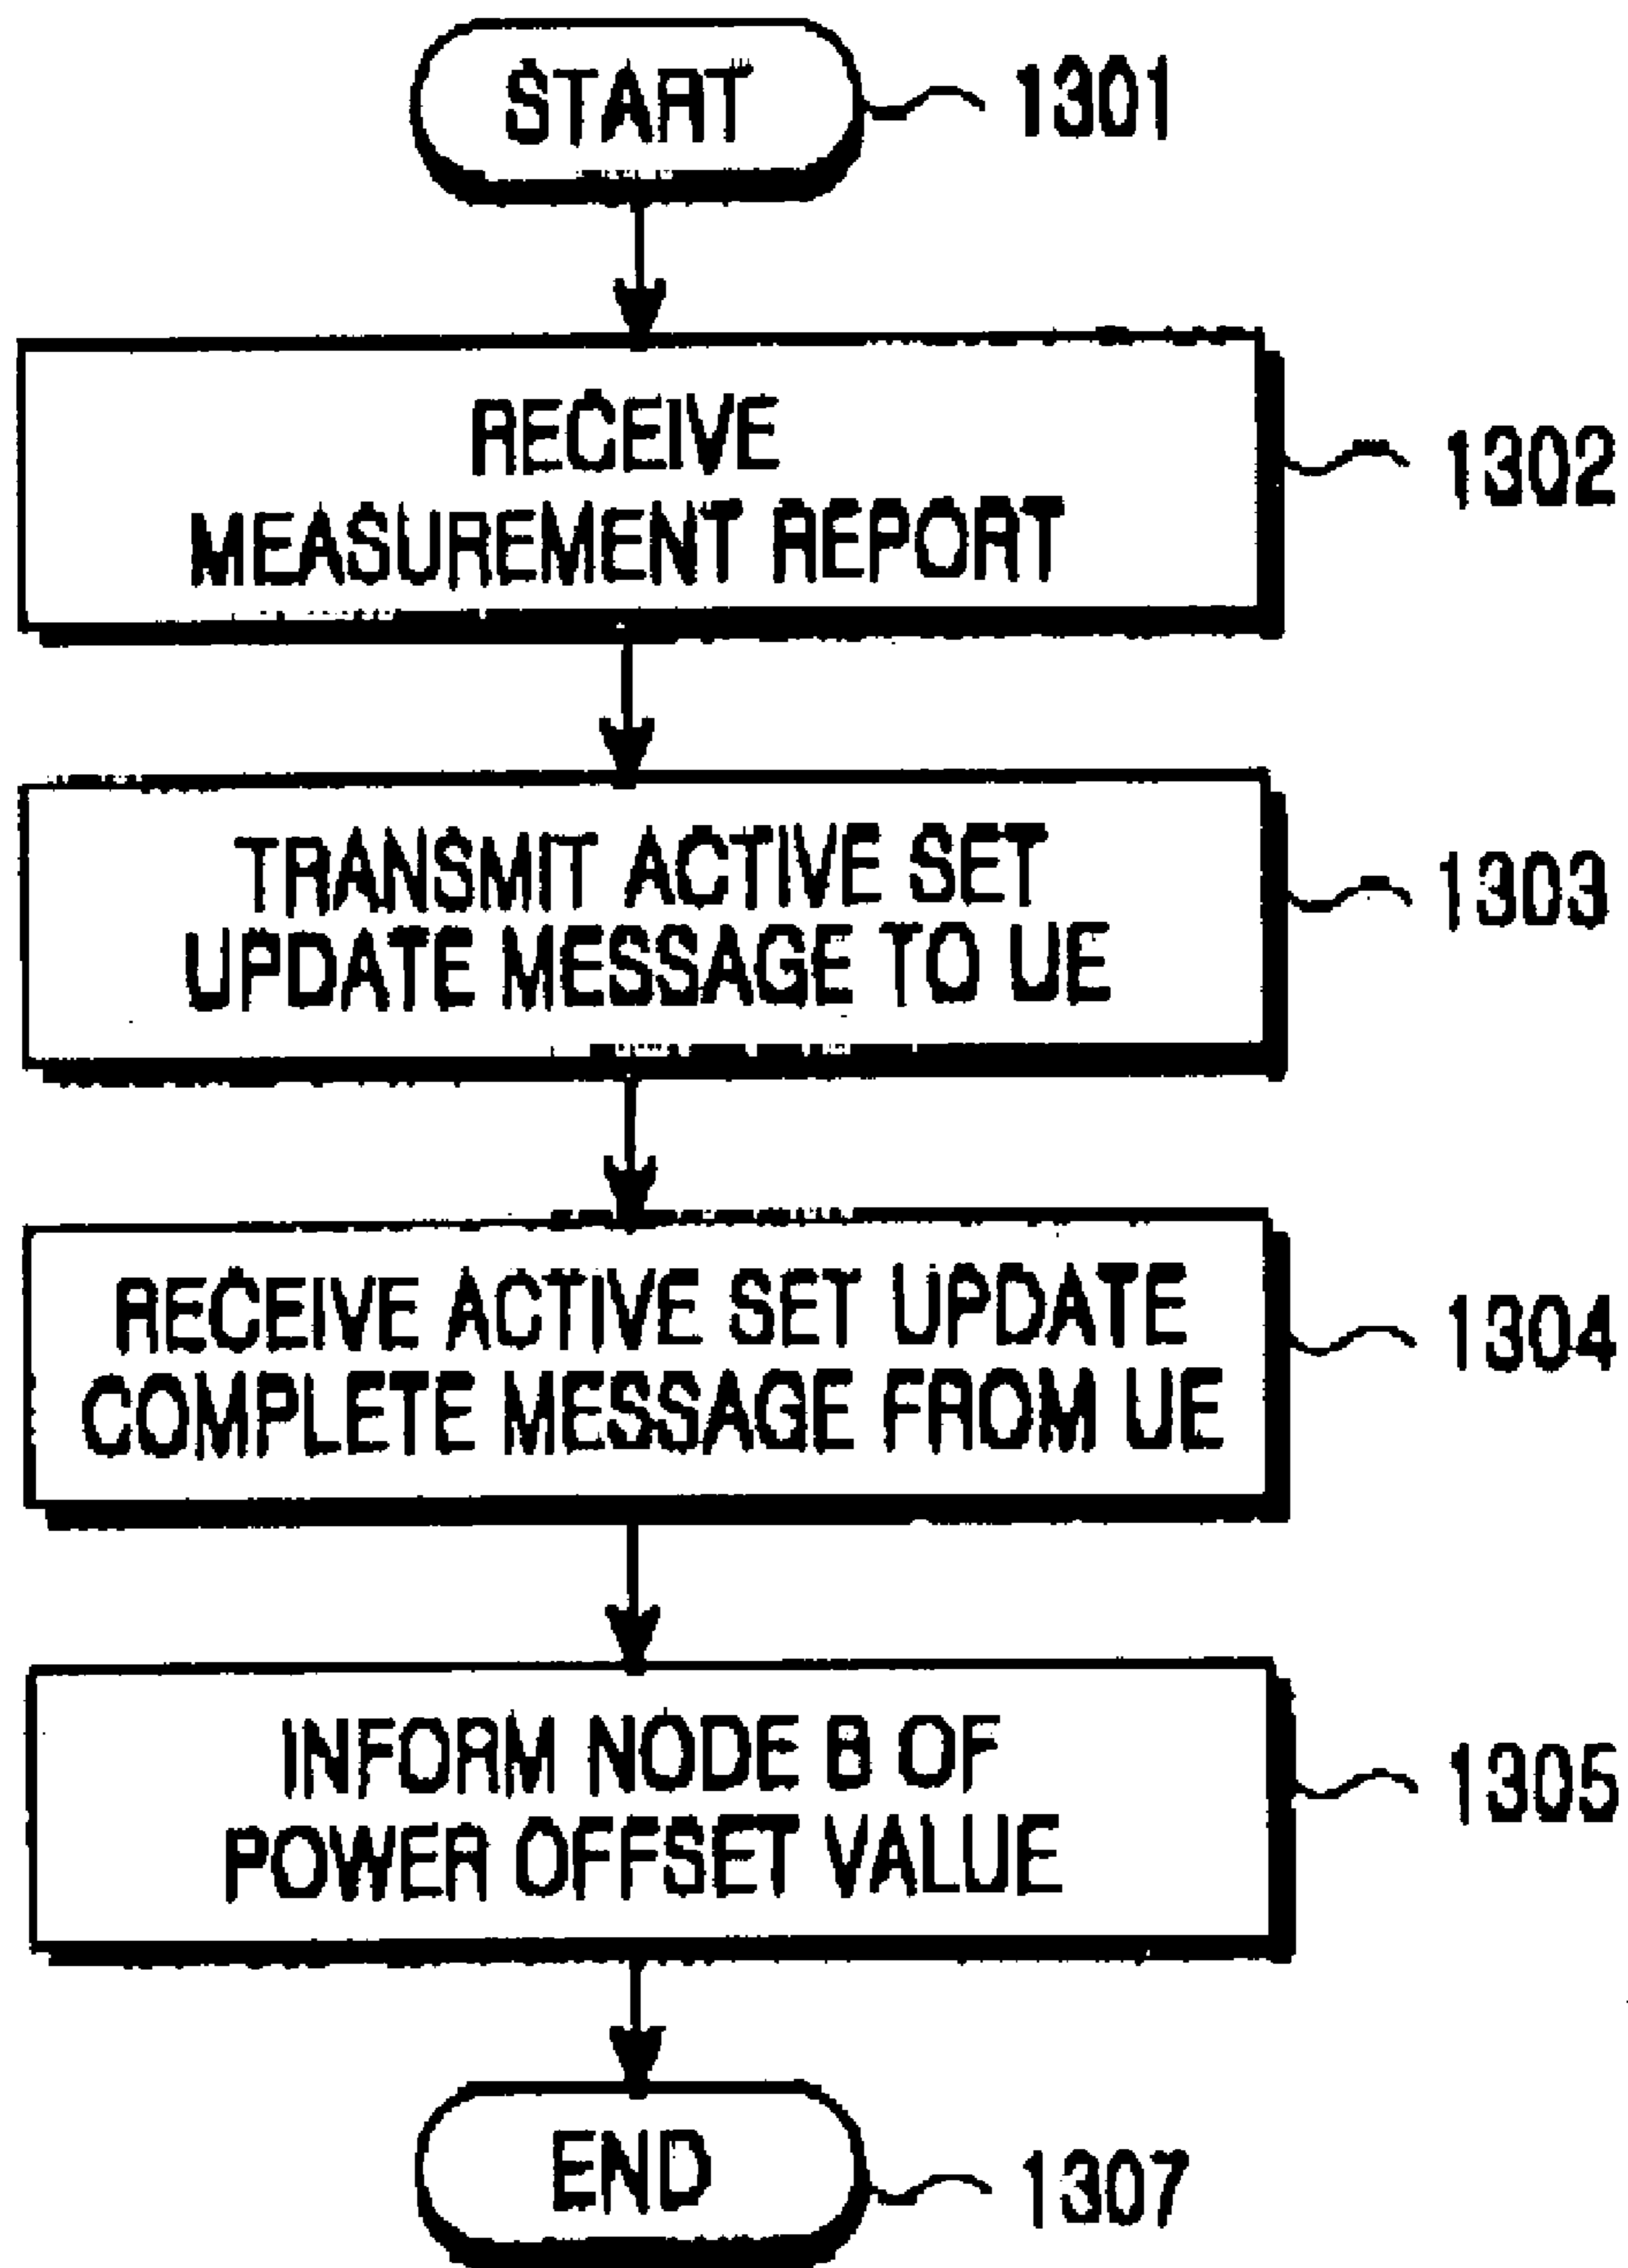 START
1301
RECEIVE
MEASUREMENT REPORT
1302
TRANSMIT ACTIVE SET
UPDATE MESSAGE TO UE
1303
RECEIVE ACTIVE SET UPDATE
COMPLETE MESSAGE FROM UE
1304
INFORM NODE B OF
POWER OFFSET VALUE
1305
END
1307